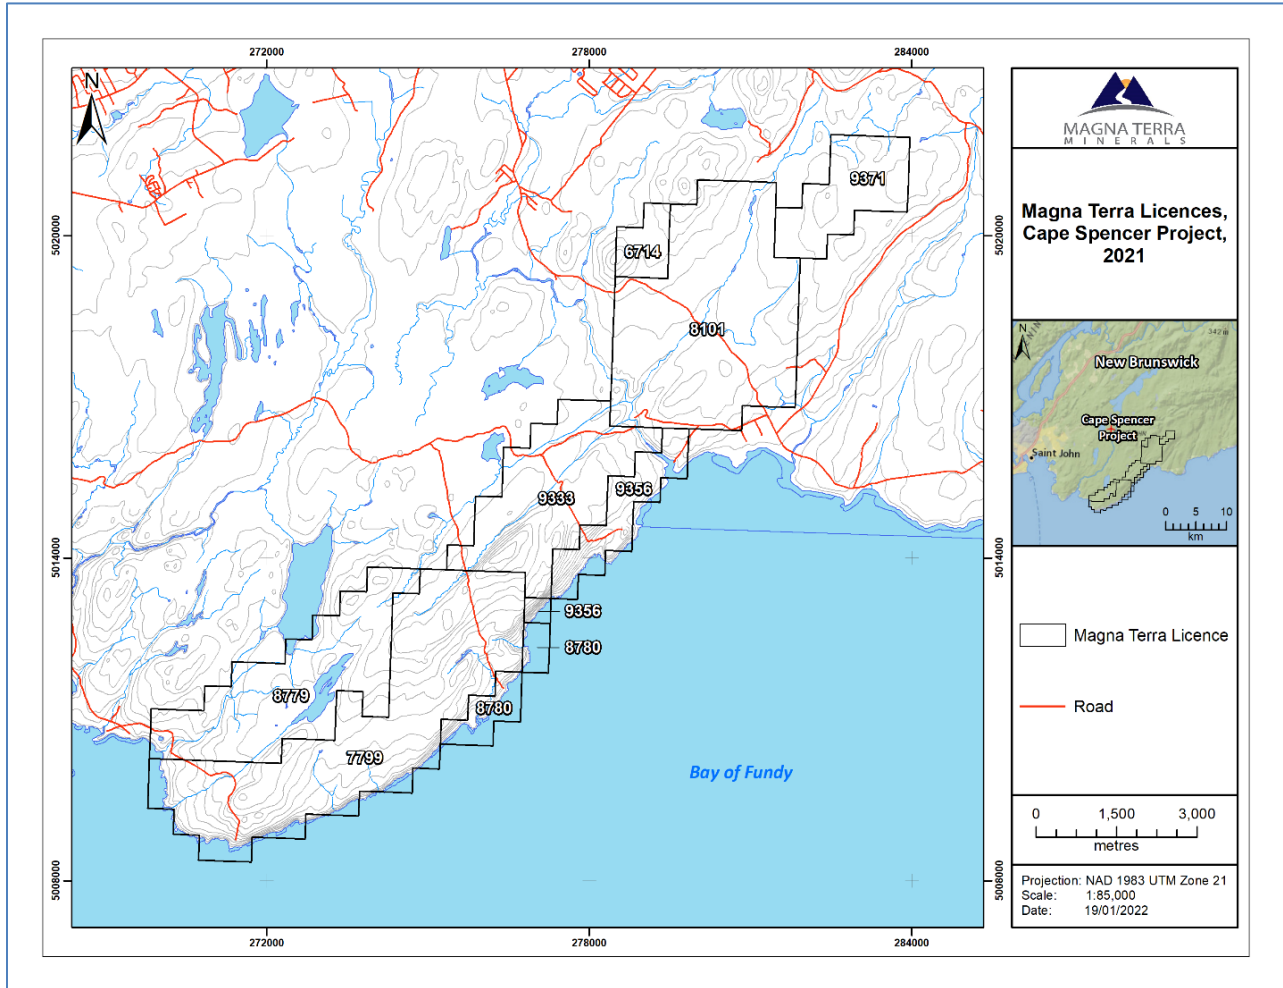 272000
278000
284000
N
5020000
5014000
5008000
9371
6714
8101
9333
9356
9356
8780
8779
8780
7799
Bay of Fundy
5020000
5014000
5008000
272000
278000
284000
MAGNA TERRA
MINERALS
Magna Terra Licences,
Cape Spencer Project,
2021
N
342 m
New Brunswick
Cape Spencer
Project
Saint John
0 5 10
km
Magna Terra Licence
Road
0 1,500 3,000
metres
Projection: NAD 1983 UTM Zone 21
Scale: 1:85,000
Date: 19/01/2022